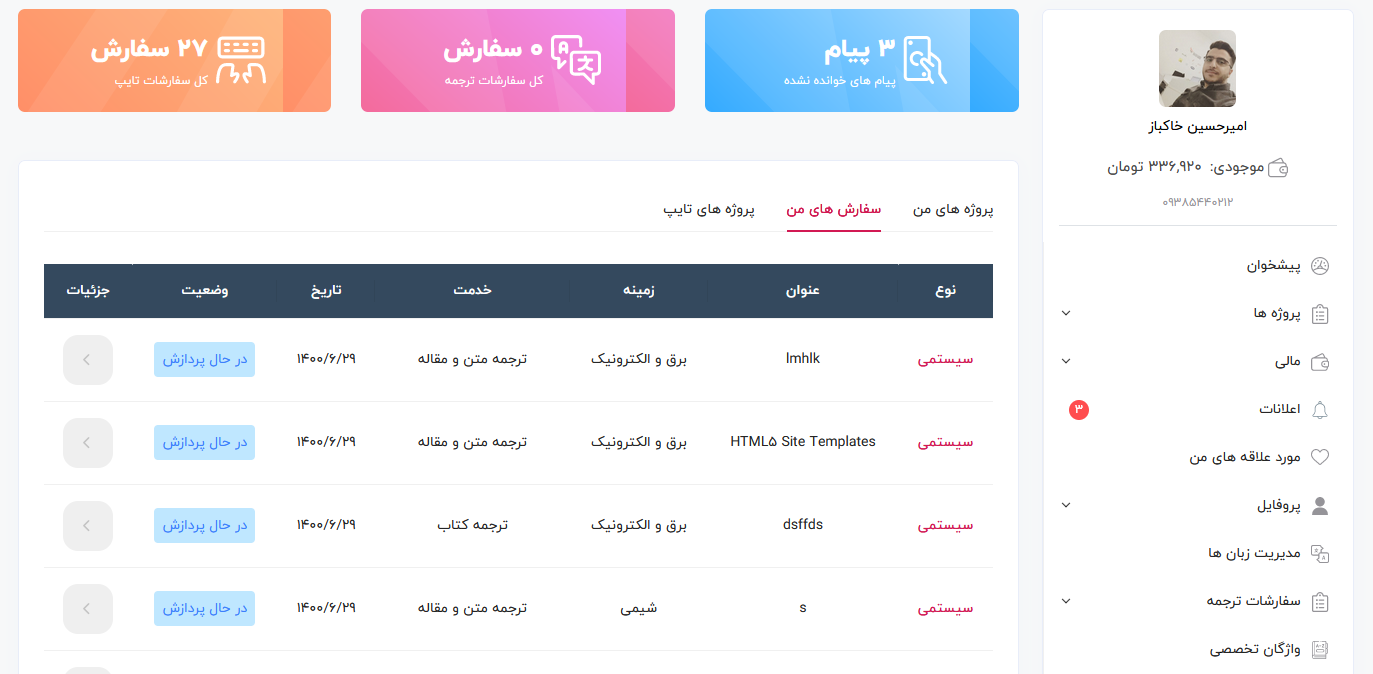 ۳ پیام
پیام های خوانده نشده
۰ سفارش
کل سفارشات ترجمه
۲۷ سفارش
کل سفارشات تایپ
امیرحسین خاکباز
موجودی: ۳۳۶,۹۲۰ تومان
۰۹۳۸۵۴۴۰۲۱۲
پیشخوان
پروژه ها
مالی
اعلانات ۳
مورد علاقه های من
پروفایل
مدیریت زبان ها
سفارشات ترجمه
واژگان تخصصی
پروژه های من سفارش های من پروژه های تایپ
نوع عنوان زمینه خدمت تاریخ وضعیت جزئیات
سیستمی lmhlk برق و الکترونیک ترجمه متن و مقاله ۱۴۰۰/۶/۲۹ در حال پردازش
سیستمی HTML۵ Site Templates برق و الکترونیک ترجمه متن و مقاله ۱۴۰۰/۶/۲۹ در حال پردازش
سیستمی dsffds برق و الکترونیک ترجمه کتاب ۱۴۰۰/۶/۲۹ در حال پردازش
سیستمی s شیمی ترجمه متن و مقاله ۱۴۰۰/۶/۲۹ در حال پردازش